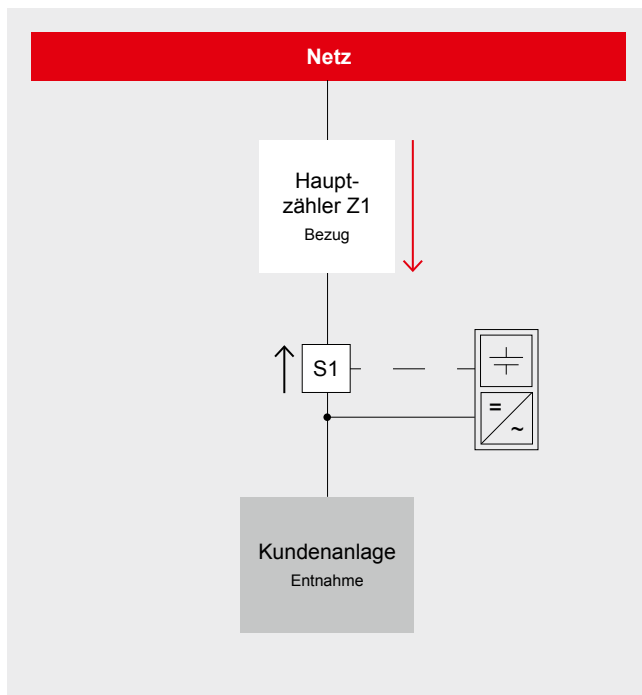 Netz
Haupt-
zähler Z1
Bezug
S1
=
~
Kundenanlage
Entnahme